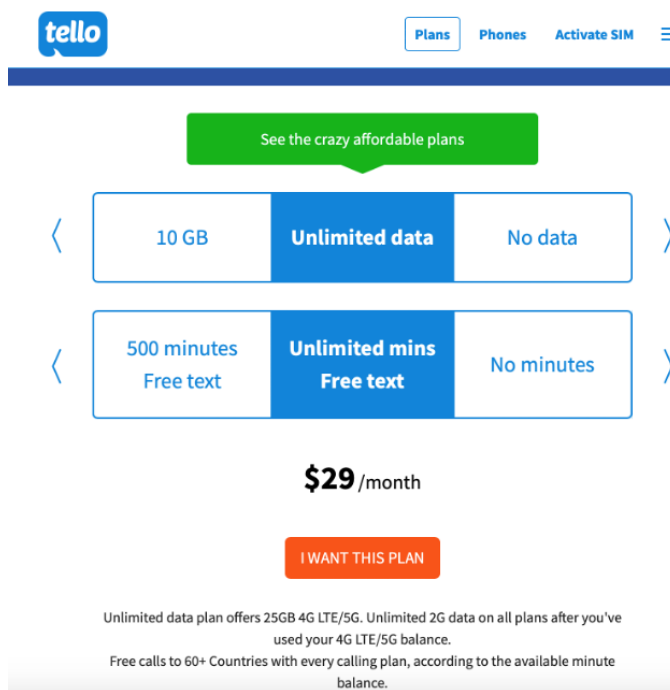 tello
Plans
Phones
Activate SIM
See the crazy affordable plans
10 GB
Unlimited data
No data
500 minutes
Free text
Unlimited mins
Free text
No minutes
$29 /month
I WANT THIS PLAN
Unlimited data plan offers 25GB 4G LTE/5G. Unlimited 2G data on all plans after you've
used your 4G LTE/5G balance.
Free calls to 60+ Countries with every calling plan, according to the available minute
balance.